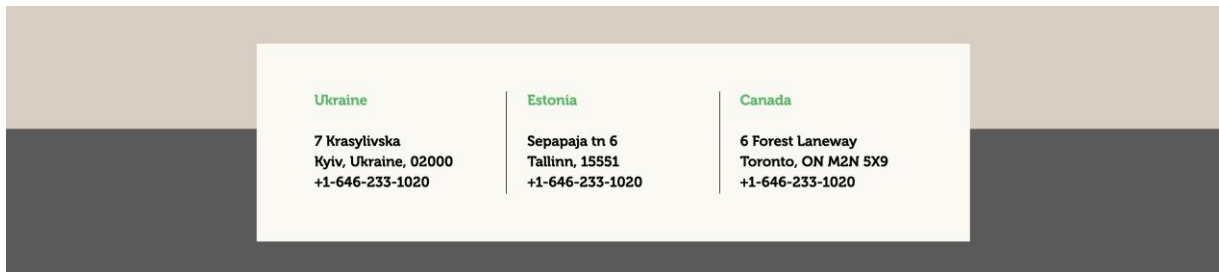 Ukraine
7 Krasylivska
Kyiv, Ukraine, 02000
+1-646-233-1020
Estonia
Sepapaja tn 6
Tallinn, 15551
+1-646-233-1020
Canada
6 Forest Laneway
Toronto, ON M2N 5X9
+1-646-233-1020